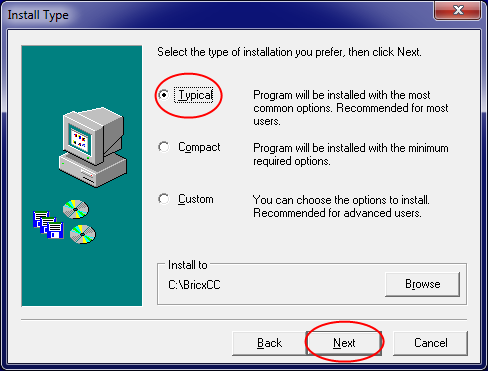 Install Type
Select the type of installation you prefer, then click Next.
Typical
Program will be installed with the most
common options. Recommended for most
users.
Compact
Program will be installed with the minimum
required options.
Custom
You can choose the options to install.
Recommended for advanced users.
Install to
C:\BricxCC
Browse
Back
Next
Cancel